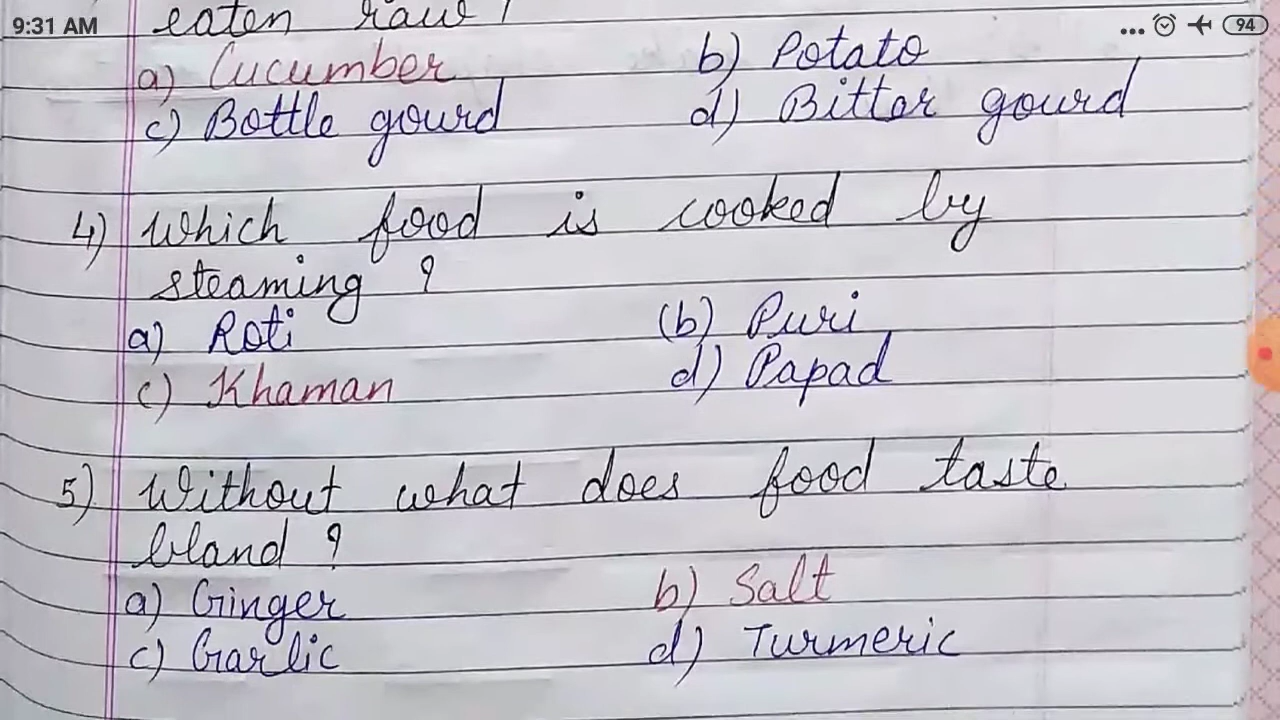 9:31 AM
94
eaten raw?
a) Cucumber b) Potato
c) Bottle gourd d) Bitter gourd
4) Which food is cooked by
steaming ?
a) Roti (b) Puri
c) Khaman d) Papad
5) Without what does food taste
bland ?
a) Ginger b) Salt
c) Garlic d) Turmeric